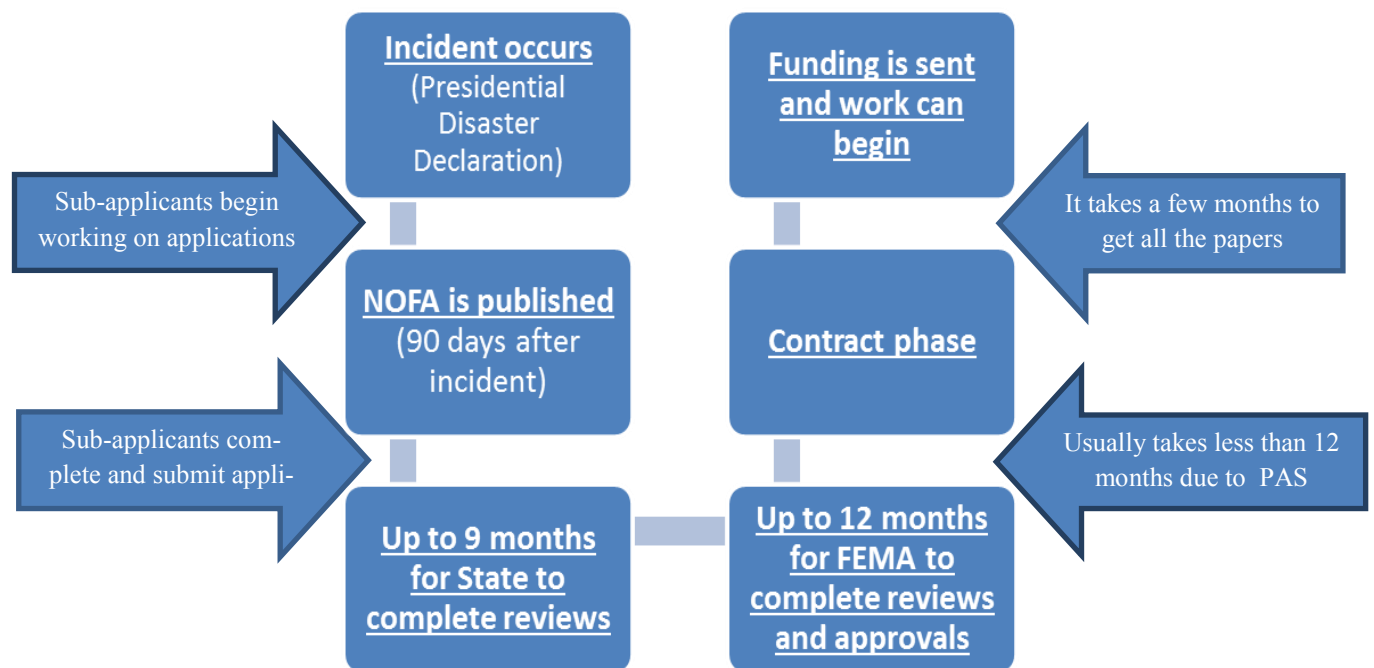 Incident occurs
(Presidential
Disaster
Declaration)
Sub-applicants begin
working on applications
NOFA is published
(90 days after
incident)
Sub-applicants com-
plete and submit appli-
Up to 9 months
for State to
complete reviews
Up to 12 months
for FEMA to
complete reviews
and approvals
Usually takes less than 12
months due to  PAS
Contract phase
It takes a few months to
get all the papers
Funding is sent
and work can
begin